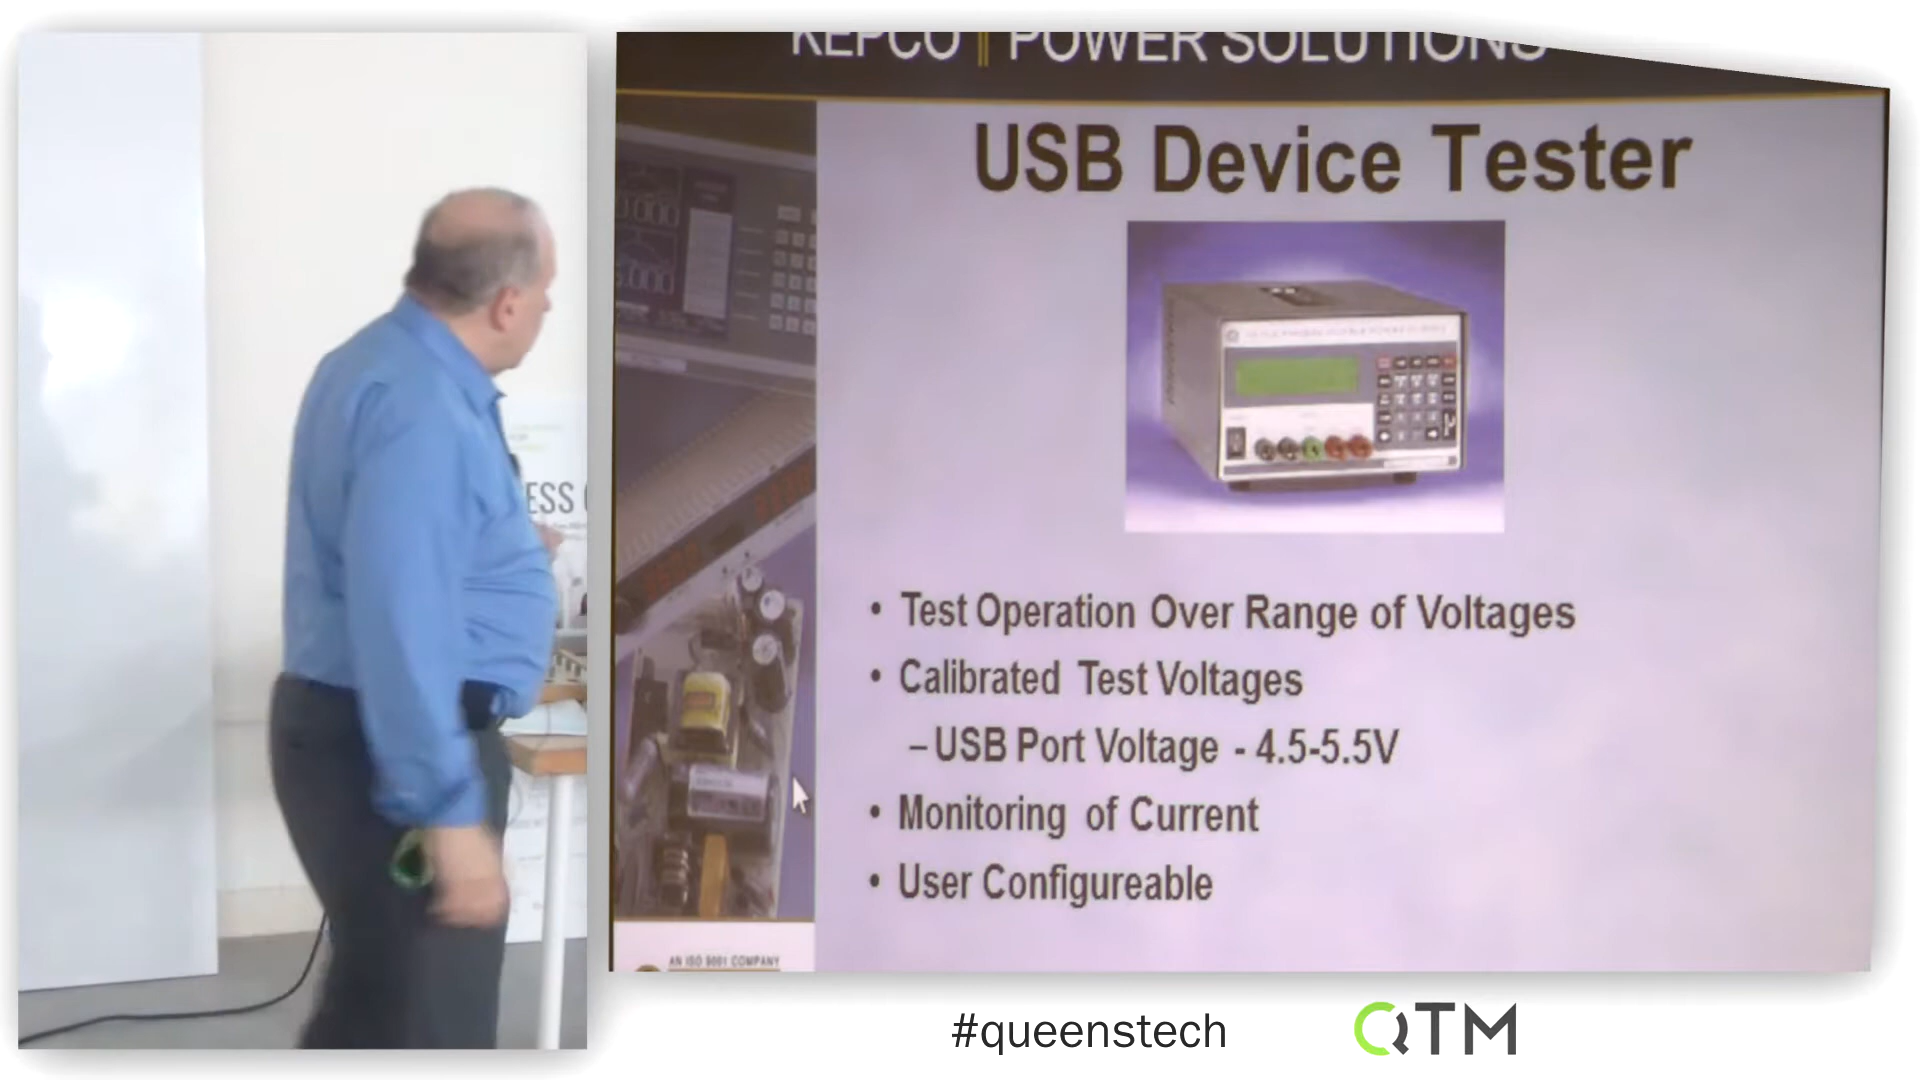 KEPCO || POWER SOLUTIONS
USB Device Tester
• Test Operation Over Range of Voltages
• Calibrated Test Voltages
– USB Port Voltage - 4.5-5.5V
• Monitoring of Current
• User Configureable
AN ISO 9001 COMPANY
ESS
#queenstech
QTM